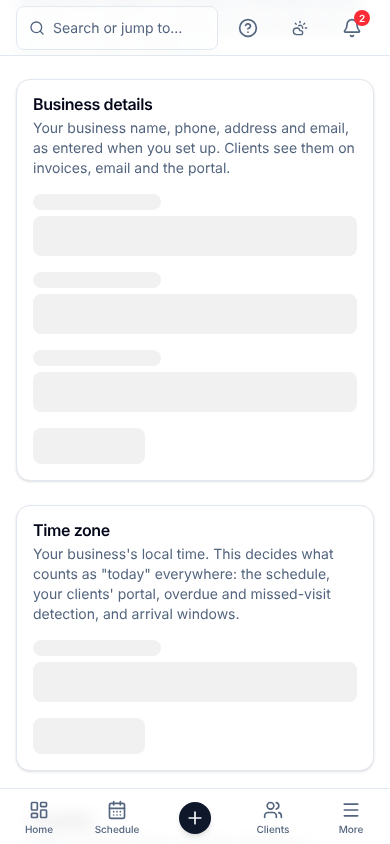 Search or jump to...
2
Business details
Your business name, phone, address and email,
as entered when you set up. Clients see them on
invoices, email and the portal.
Time zone
Your business's local time. This decides what
counts as "today" everywhere: the schedule,
your clients' portal, overdue and missed-visit
detection, and arrival windows.
Home
Schedule
Clients
More